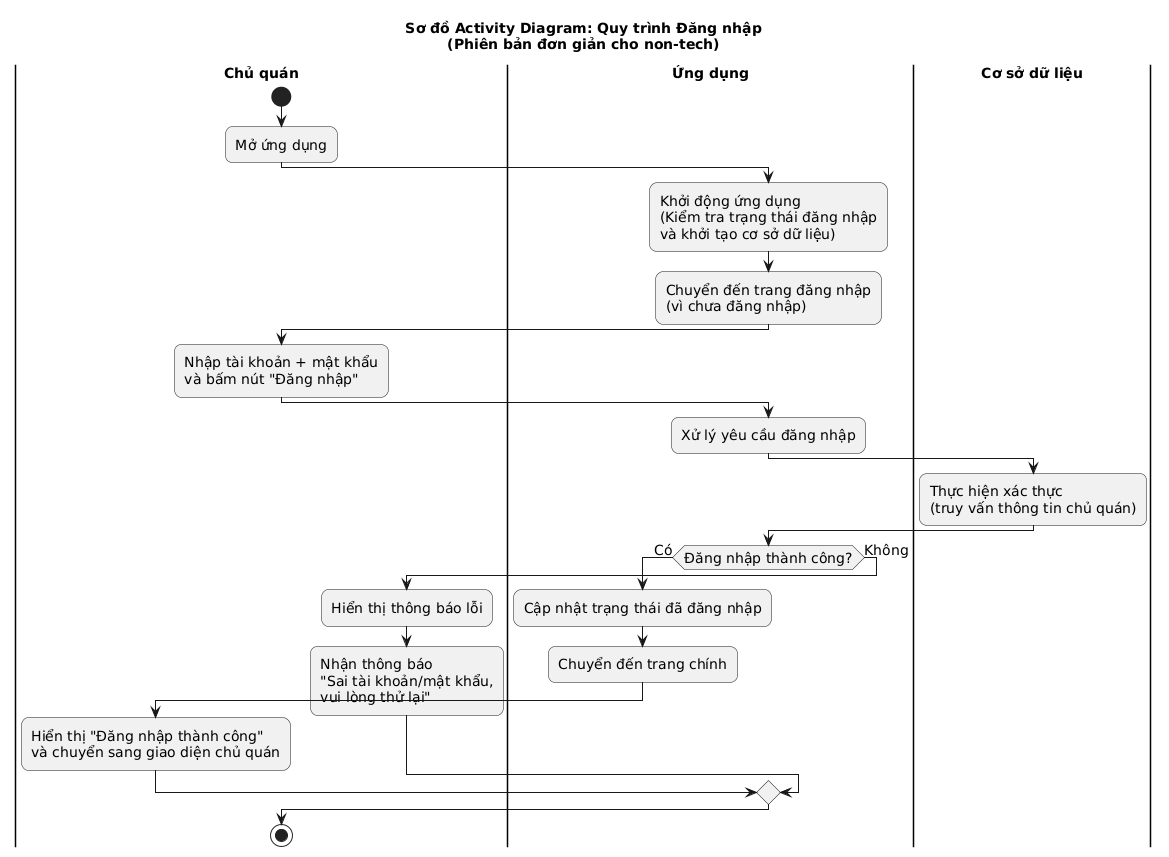 Sơ đồ Activity Diagram: Quy trình Đăng nhập
(Phiên bản đơn giản cho non-tech)
Chủ quán
Ứng dụng
Cơ sở dữ liệu
Mở ứng dụng
Khởi động ứng dụng
(Kiểm tra trạng thái đăng nhập
và khởi tạo cơ sở dữ liệu)
Chuyển đến trang đăng nhập
(vì chưa đăng nhập)
Nhập tài khoản + mật khẩu
và bấm nút "Đăng nhập"
Xử lý yêu cầu đăng nhập
Thực hiện xác thực
(truy vấn thông tin chủ quán)
Có
Đăng nhập thành công?
Không
Hiển thị thông báo lỗi
Cập nhật trạng thái đã đăng nhập
Nhận thông báo
"Sai tài khoản/mật khẩu,
vui lòng thử lại"
Chuyển đến trang chính
Hiển thị "Đăng nhập thành công"
và chuyển sang giao diện chủ quán